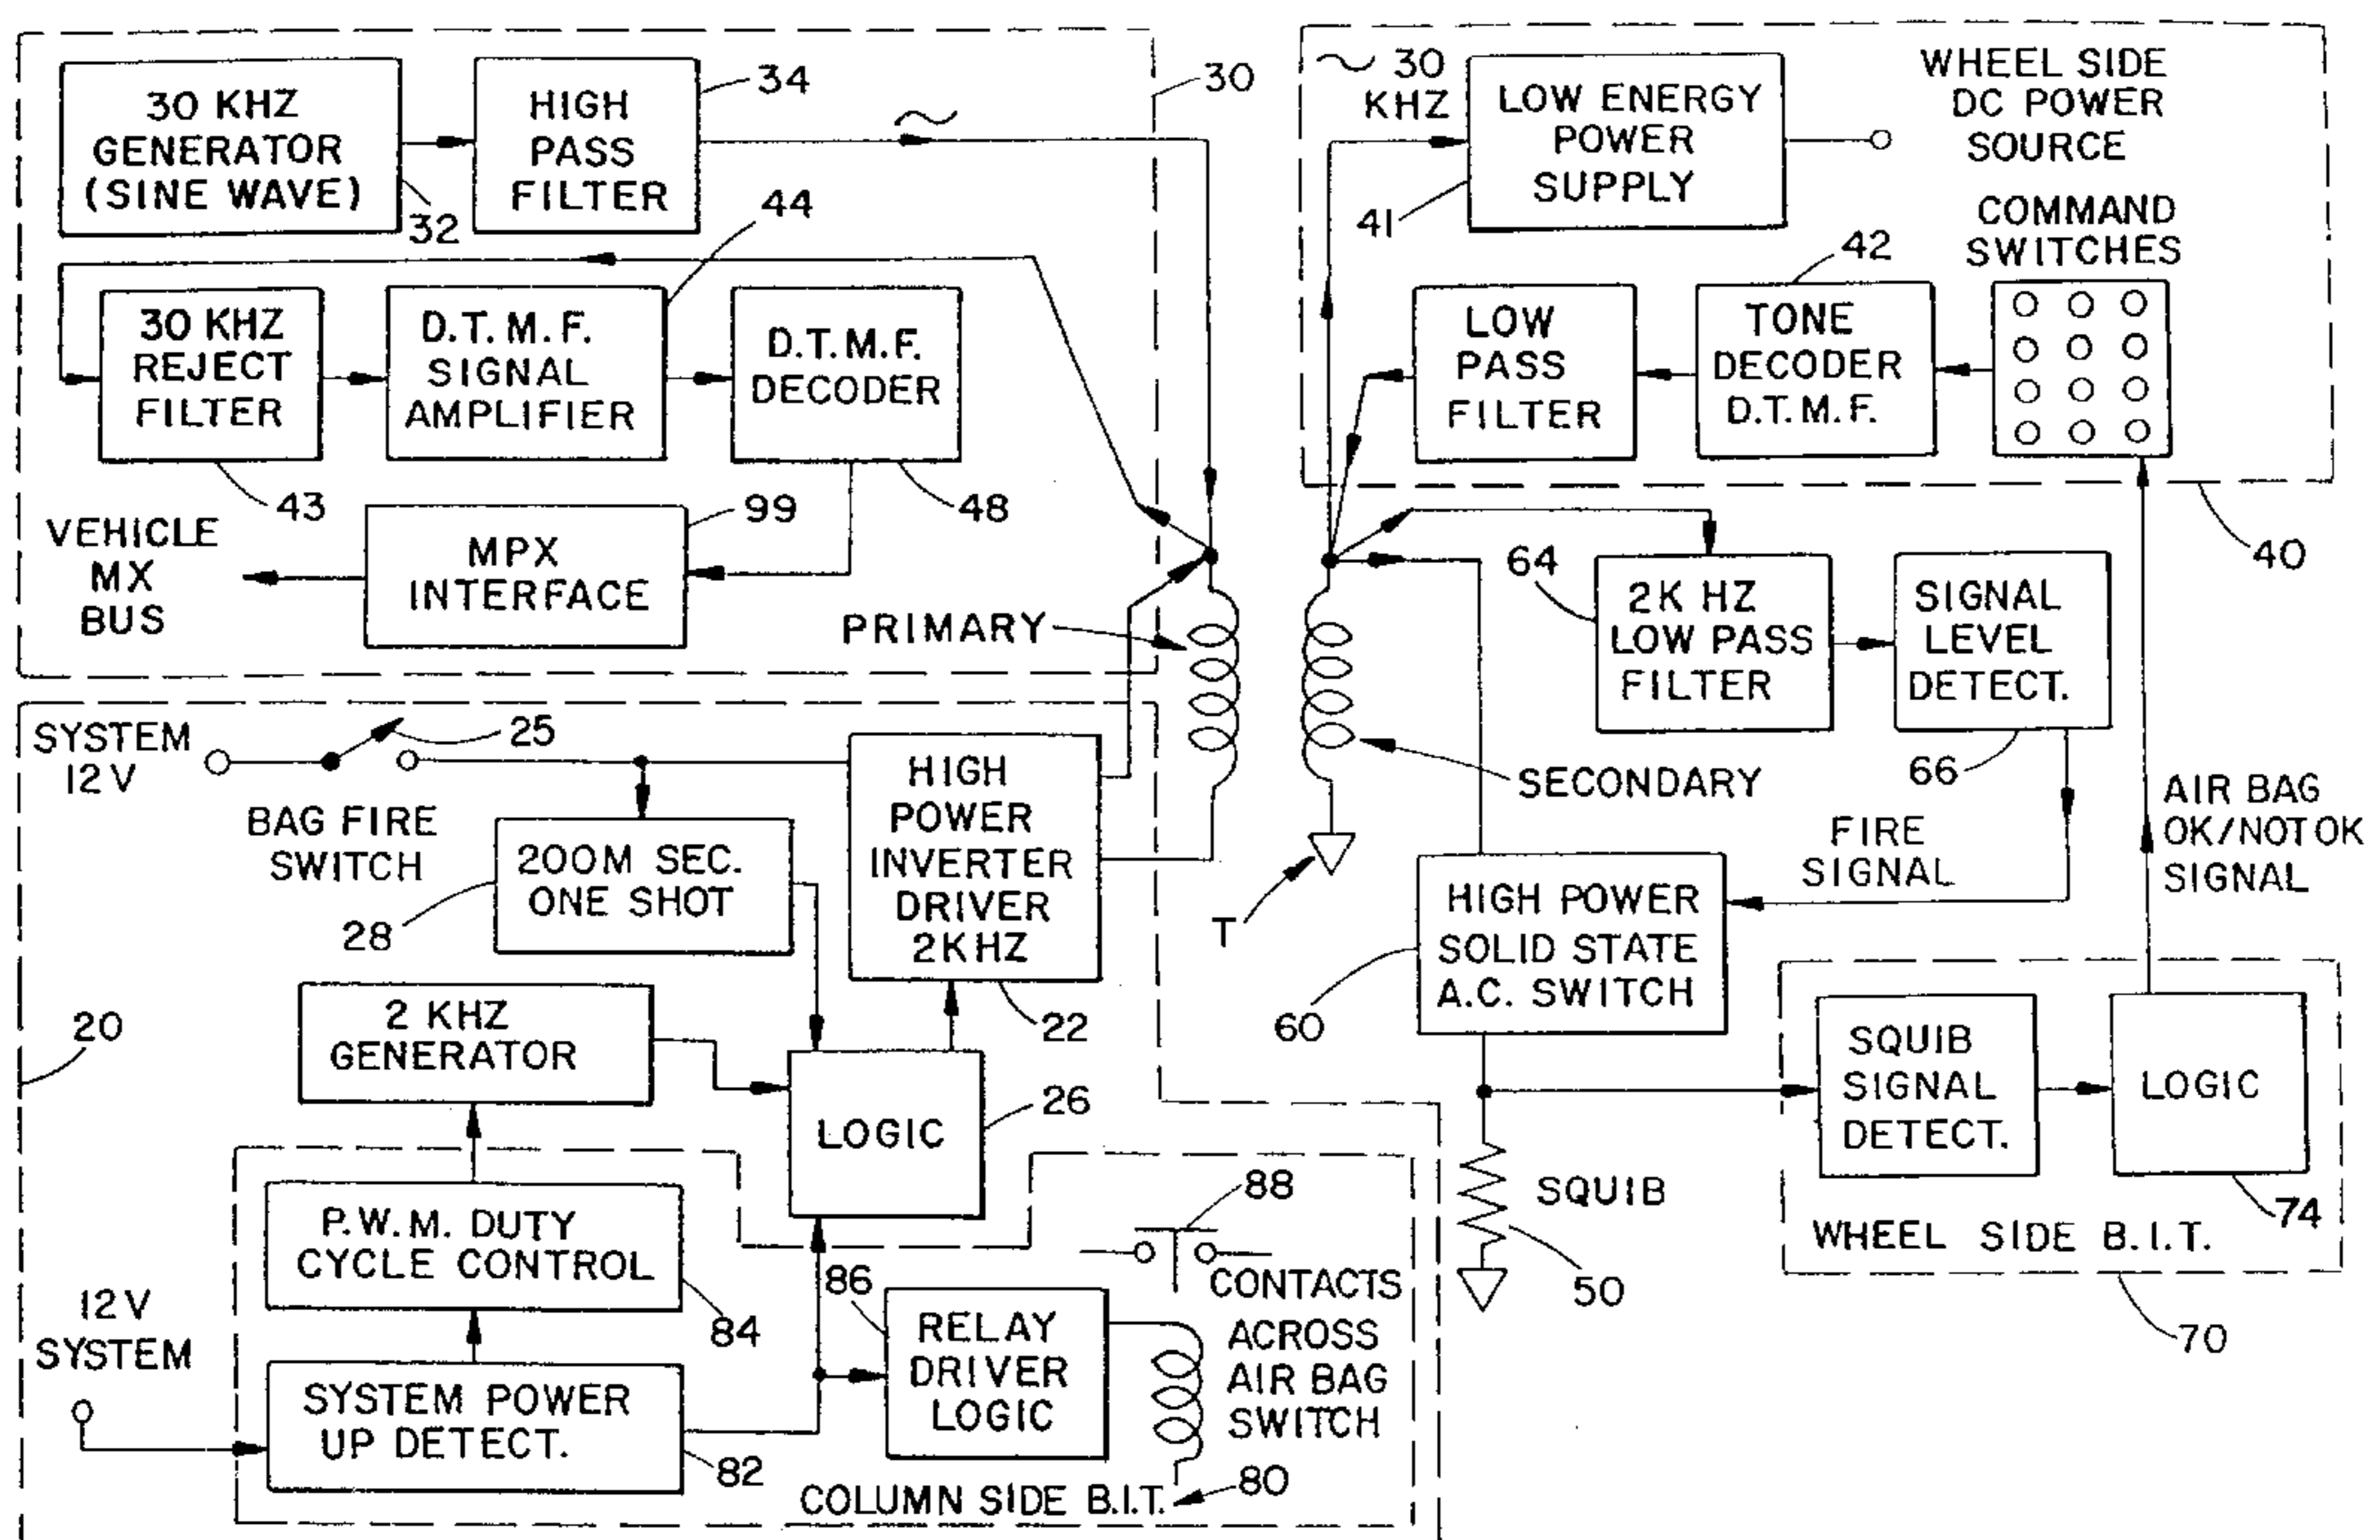 30 KHZ
GENERATOR
(SINE WAVE)
32
HIGH
PASS
FILTER
34
30
30 KHZ
REJECT
FILTER
43
D.T.M.F.
SIGNAL
AMPLIFIER
44
D.T.M.F.
DECODER
48
MPX
INTERFACE
99
VEHICLE
MX
BUS
PRIMARY
30
KHZ
LOW ENERGY
POWER
SUPPLY
41
WHEEL SIDE
DC POWER
SOURCE
COMMAND
SWITCHES
LOW
PASS
FILTER
TONE
DECODER
D.T.M.F.
42
40
64
2K HZ
LOW PASS
FILTER
SIGNAL
LEVEL
DETECT.
66
SECONDARY
T
FIRE
SIGNAL
AIR BAG
OK/NOT OK
SIGNAL
HIGH POWER
SOLID STATE
A.C. SWITCH
60
SQUIB
50
SQUIB
SIGNAL
DETECT.
LOGIC
74
WHEEL SIDE B.I.T.
70
SYSTEM
12V
25
BAG FIRE
SWITCH
200M SEC.
ONE SHOT
28
HIGH
POWER
INVERTER
DRIVER
2KHZ
22
20
2 KHZ
GENERATOR
LOGIC
26
P.W.M. DUTY
CYCLE CONTROL
84
12V
SYSTEM
SYSTEM POWER
UP DETECT.
82
86
RELAY
DRIVER
LOGIC
88
CONTACTS
ACROSS
AIR BAG
SWITCH
COLUMN SIDE B.I.T.
80